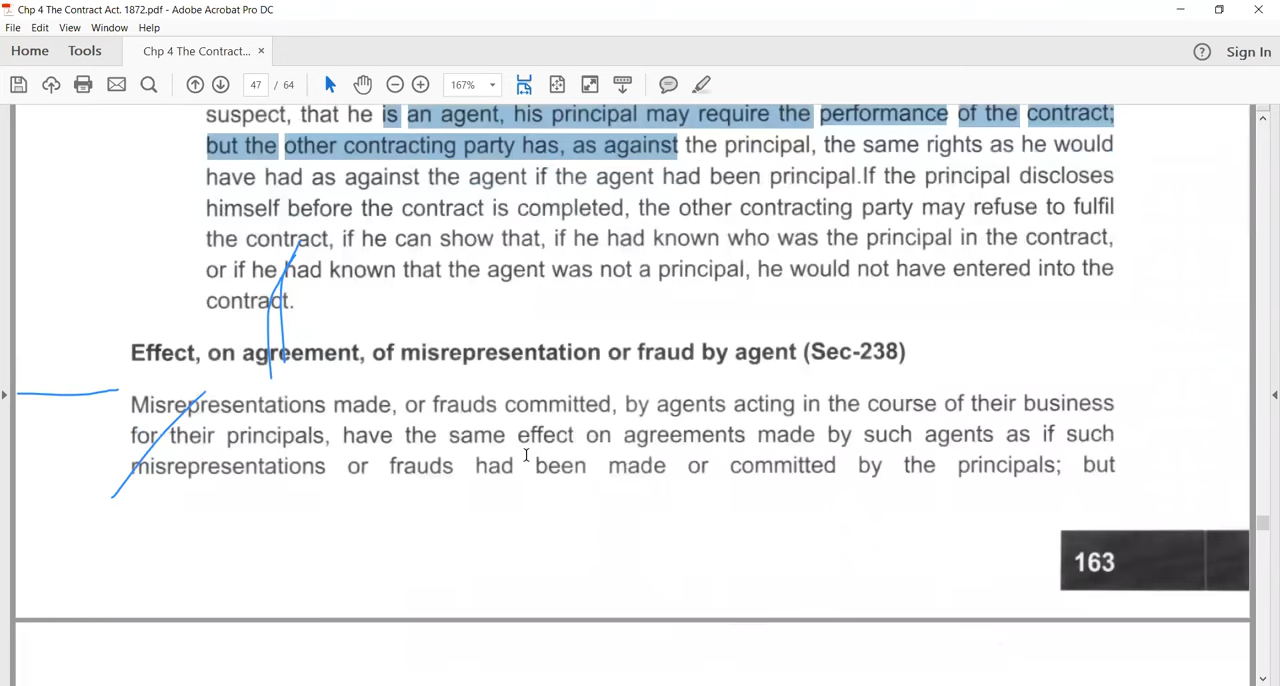 Chp 4 The Contract Act. 1872.pdf - Adobe Acrobat Pro DC
File Edit View Window Help
Home Tools Chp 4 The Contract... × ? Sign In
47 / 64 167%
suspect, that he is an agent, his principal may require the performance of the contract;
but the other contracting party has, as against the principal, the same rights as he would
have had as against the agent if the agent had been principal.If the principal discloses
himself before the contract is completed, the other contracting party may refuse to fulfil
the contract, if he can show that, if he had known who was the principal in the contract,
or if he had known that the agent was not a principal, he would not have entered into the
contract.
Effect, on agreement, of misrepresentation or fraud by agent (Sec-238)
Misrepresentations made, or frauds committed, by agents acting in the course of their business
for their principals, have the same effect on agreements made by such agents as if such
misrepresentations or frauds had been made or committed by the principals; but
163